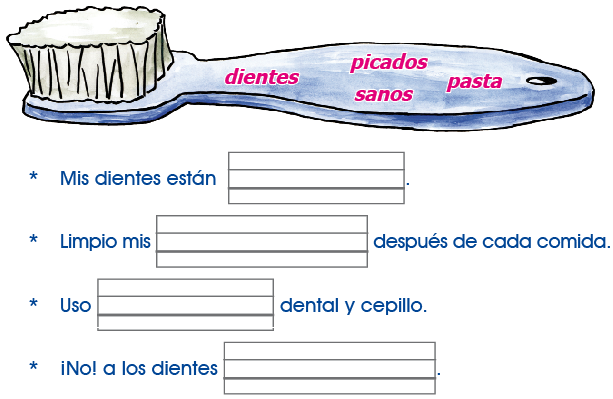 dientes
picados
sanos
pasta
* Mis dientes están .
* Limpio mis después de cada comida.
* Uso dental y cepillo.
* ¡No! a los dientes .